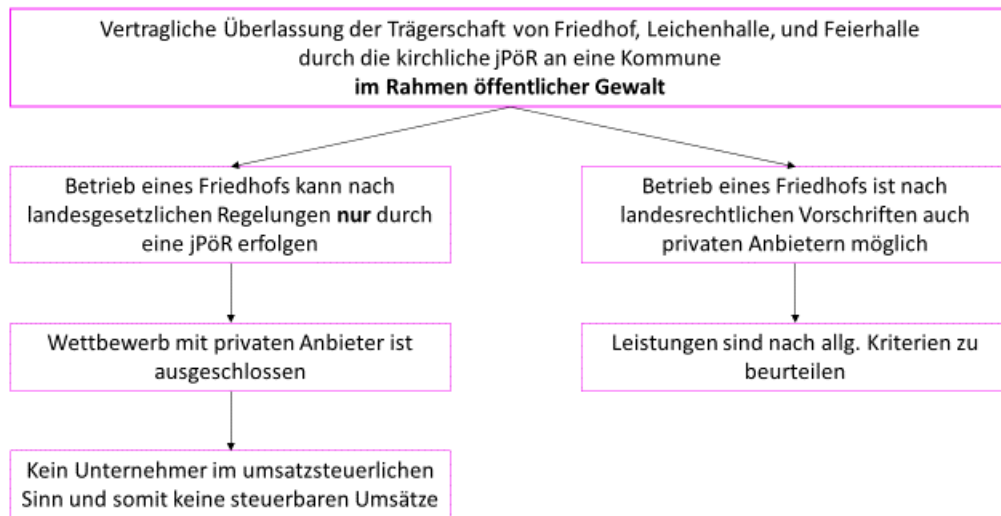 Vertragliche Überlassung der Trägerschaft von Friedhof, Leichenhalle, und Feierhalle
durch die kirchliche jPöR an eine Kommune
im Rahmen öffentlicher Gewalt
Betrieb eines Friedhofs kann nach
landesgesetzlichen Regelungen nur durch
eine jPöR erfolgen
Betrieb eines Friedhofs ist nach
landesrechtlichen Vorschriften auch
privaten Anbietern möglich
Wettbewerb mit privaten Anbieter ist
ausgeschlossen
Leistungen sind nach allg. Kriterien zu
beurteilen
Kein Unternehmer im umsatzsteuerlichen
Sinn und somit keine steuerbaren Umsätze